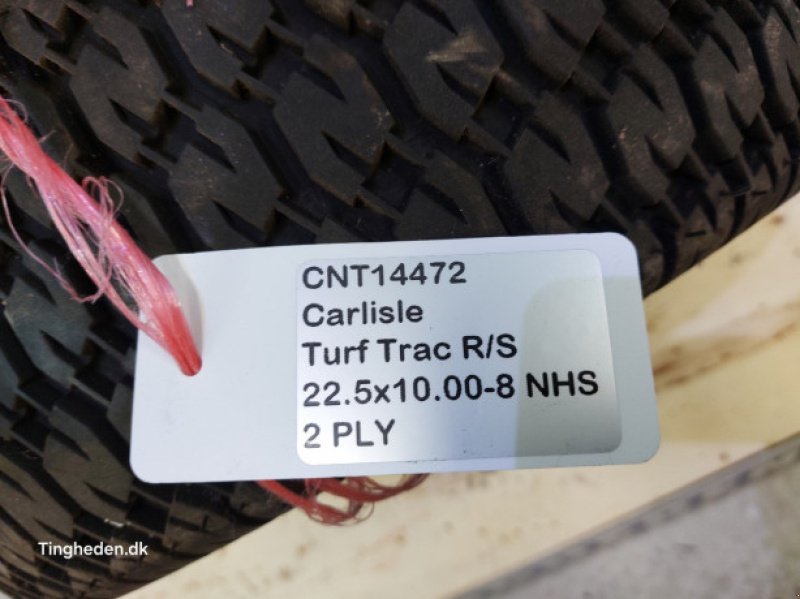 CNT14472
Carlisle
Turf Trac R/S
22.5x10.00-8 NHS
2 PLY
Tingheden.dk